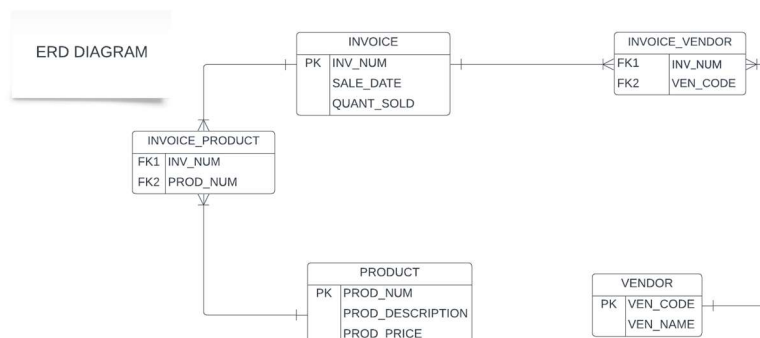 ERD DIAGRAM
INVOICE
PK INV_NUM
SALE_DATE
QUANT_SOLD
INVOICE_VENDOR
FK1 INV_NUM
FK2 VEN_CODE
INVOICE_PRODUCT
FK1 INV_NUM
FK2 PROD_NUM
PRODUCT
PK PROD_NUM
PROD_DESCRIPTION
PROD_PRICE
VENDOR
PK VEN_CODE
VEN_NAME